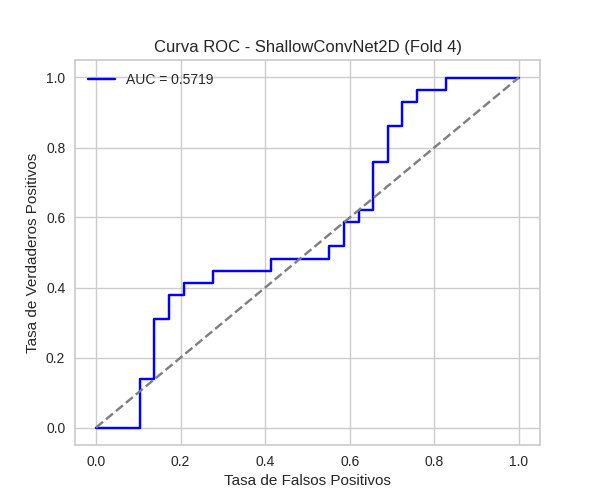 Curva ROC - ShallowConvNet2D (Fold 4)
AUC = 0.5719
Tasa de Verdaderos Positivos
1.0
0.8
0.6
0.4
0.2
0.0
0.0 0.2 0.4 0.6 0.8 1.0
Tasa de Falsos Positivos